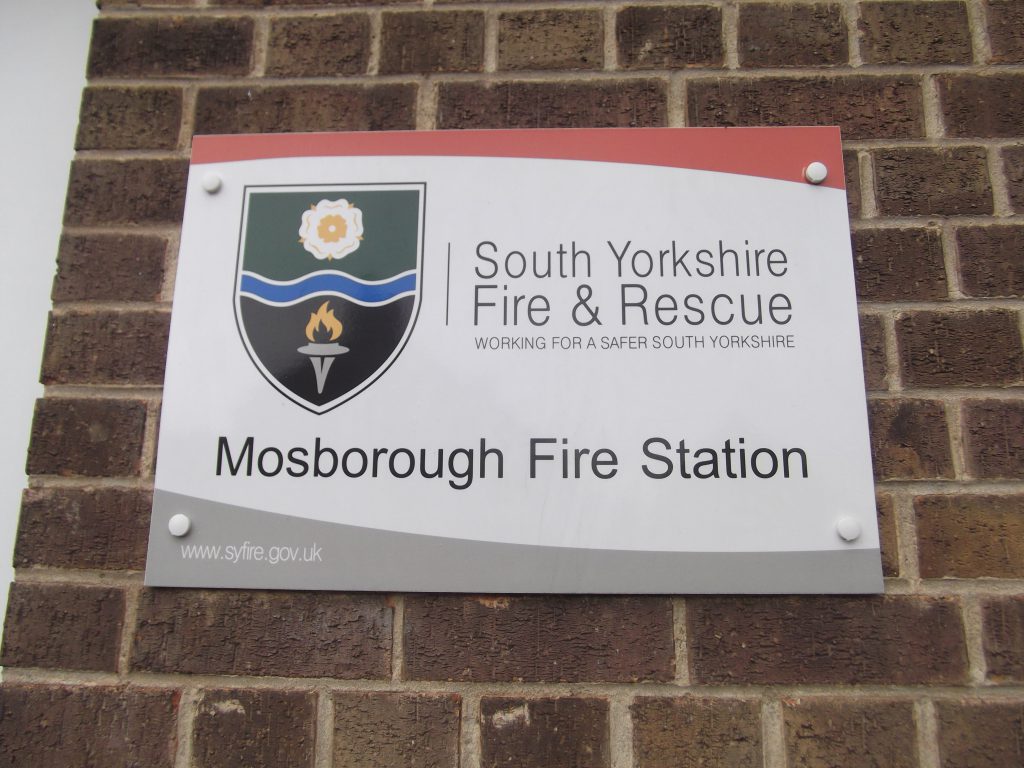 South Yorkshire
Fire & Rescue
WORKING FOR A SAFER SOUTH YORKSHIRE
Mosborough Fire Station
www.syfire.gov.uk